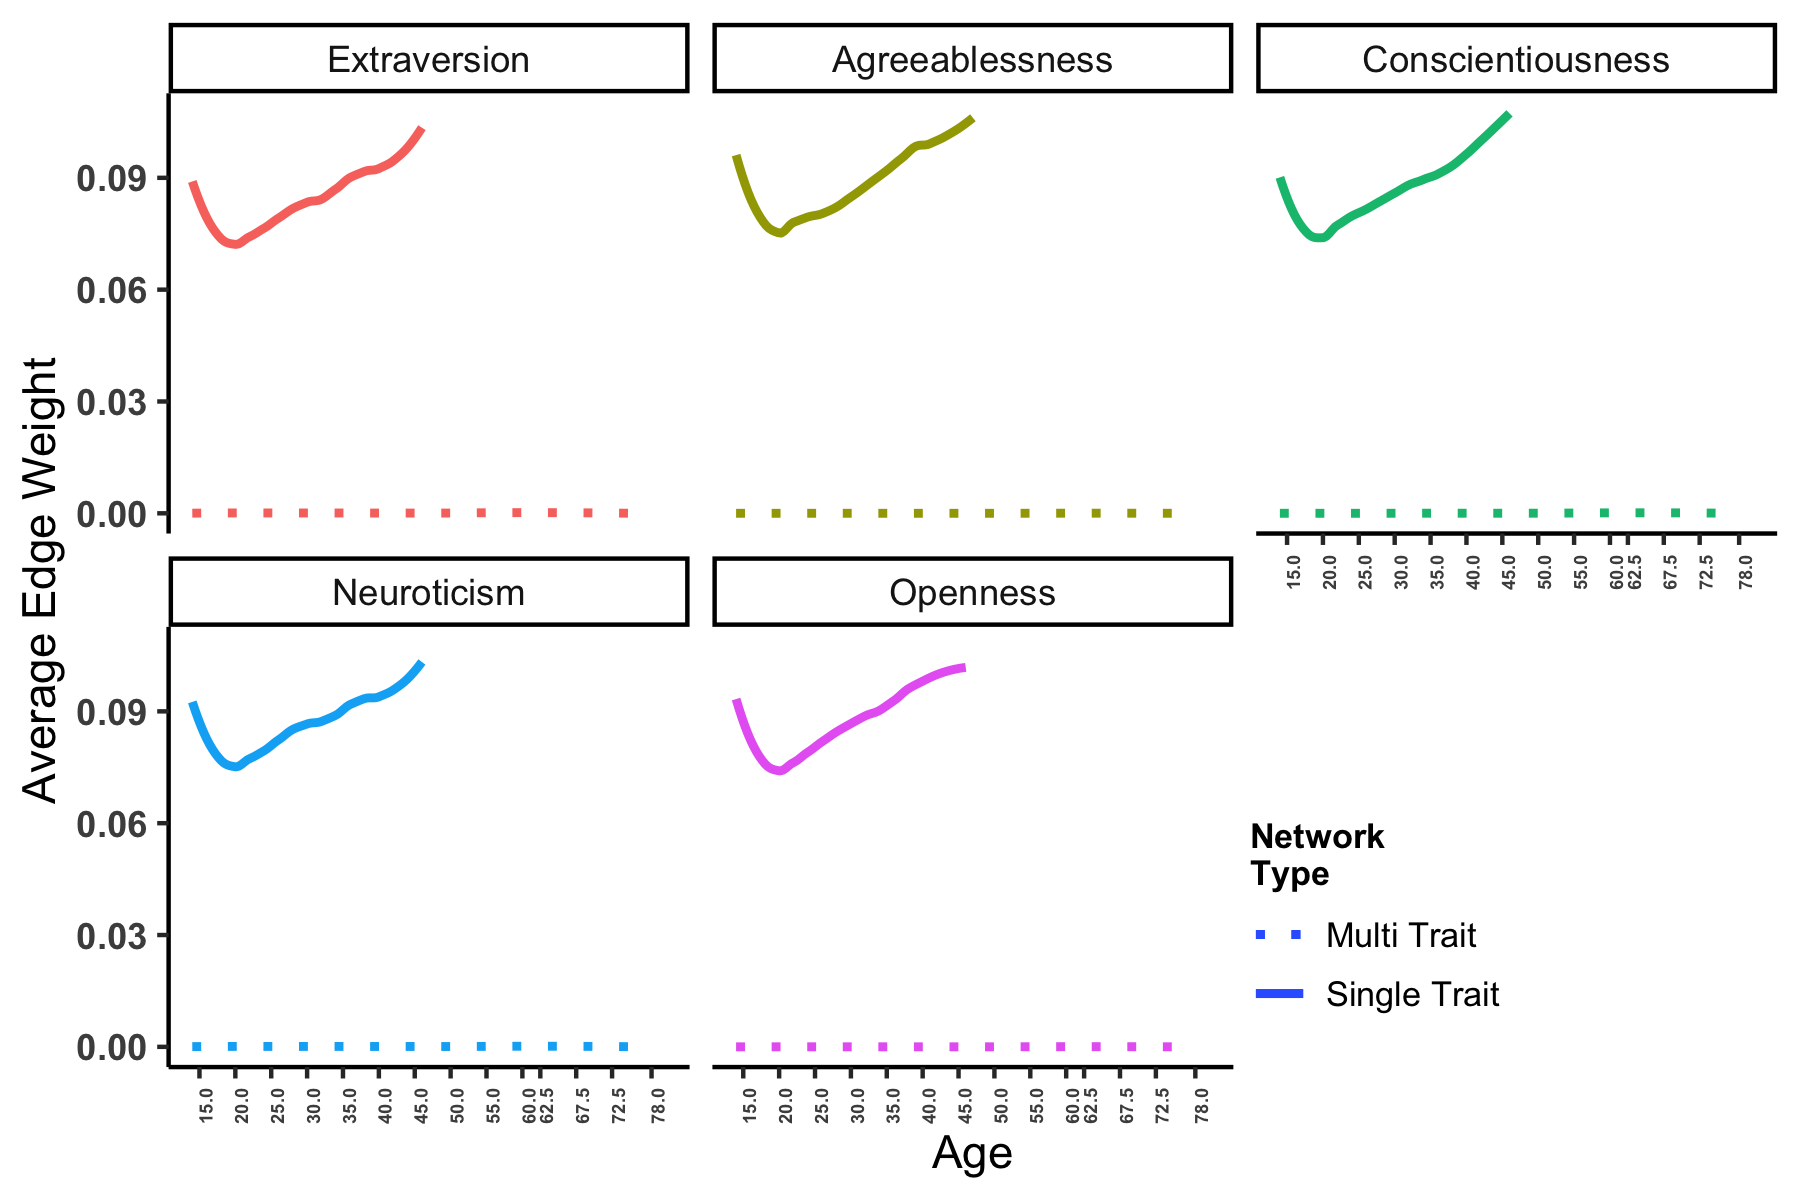 Extraversion
Agreeablessness
Conscientiousness
0.09
0.06
0.03
0.00
15.0 20.0 25.0 30.0 35.0 40.0 45.0 50.0 55.0 60.0 62.5 67.5 72.5 78.0
Neuroticism
Openness
0.09
0.06
0.03
0.00
15.0 20.0 25.0 30.0 35.0 40.0 45.0 50.0 55.0 60.0 62.5 67.5 72.5 78.0
15.0 20.0 25.0 30.0 35.0 40.0 45.0 50.0 55.0 60.0 62.5 67.5 72.5 78.0
Average Edge Weight
Age
Network
Type
Multi Trait
Single Trait